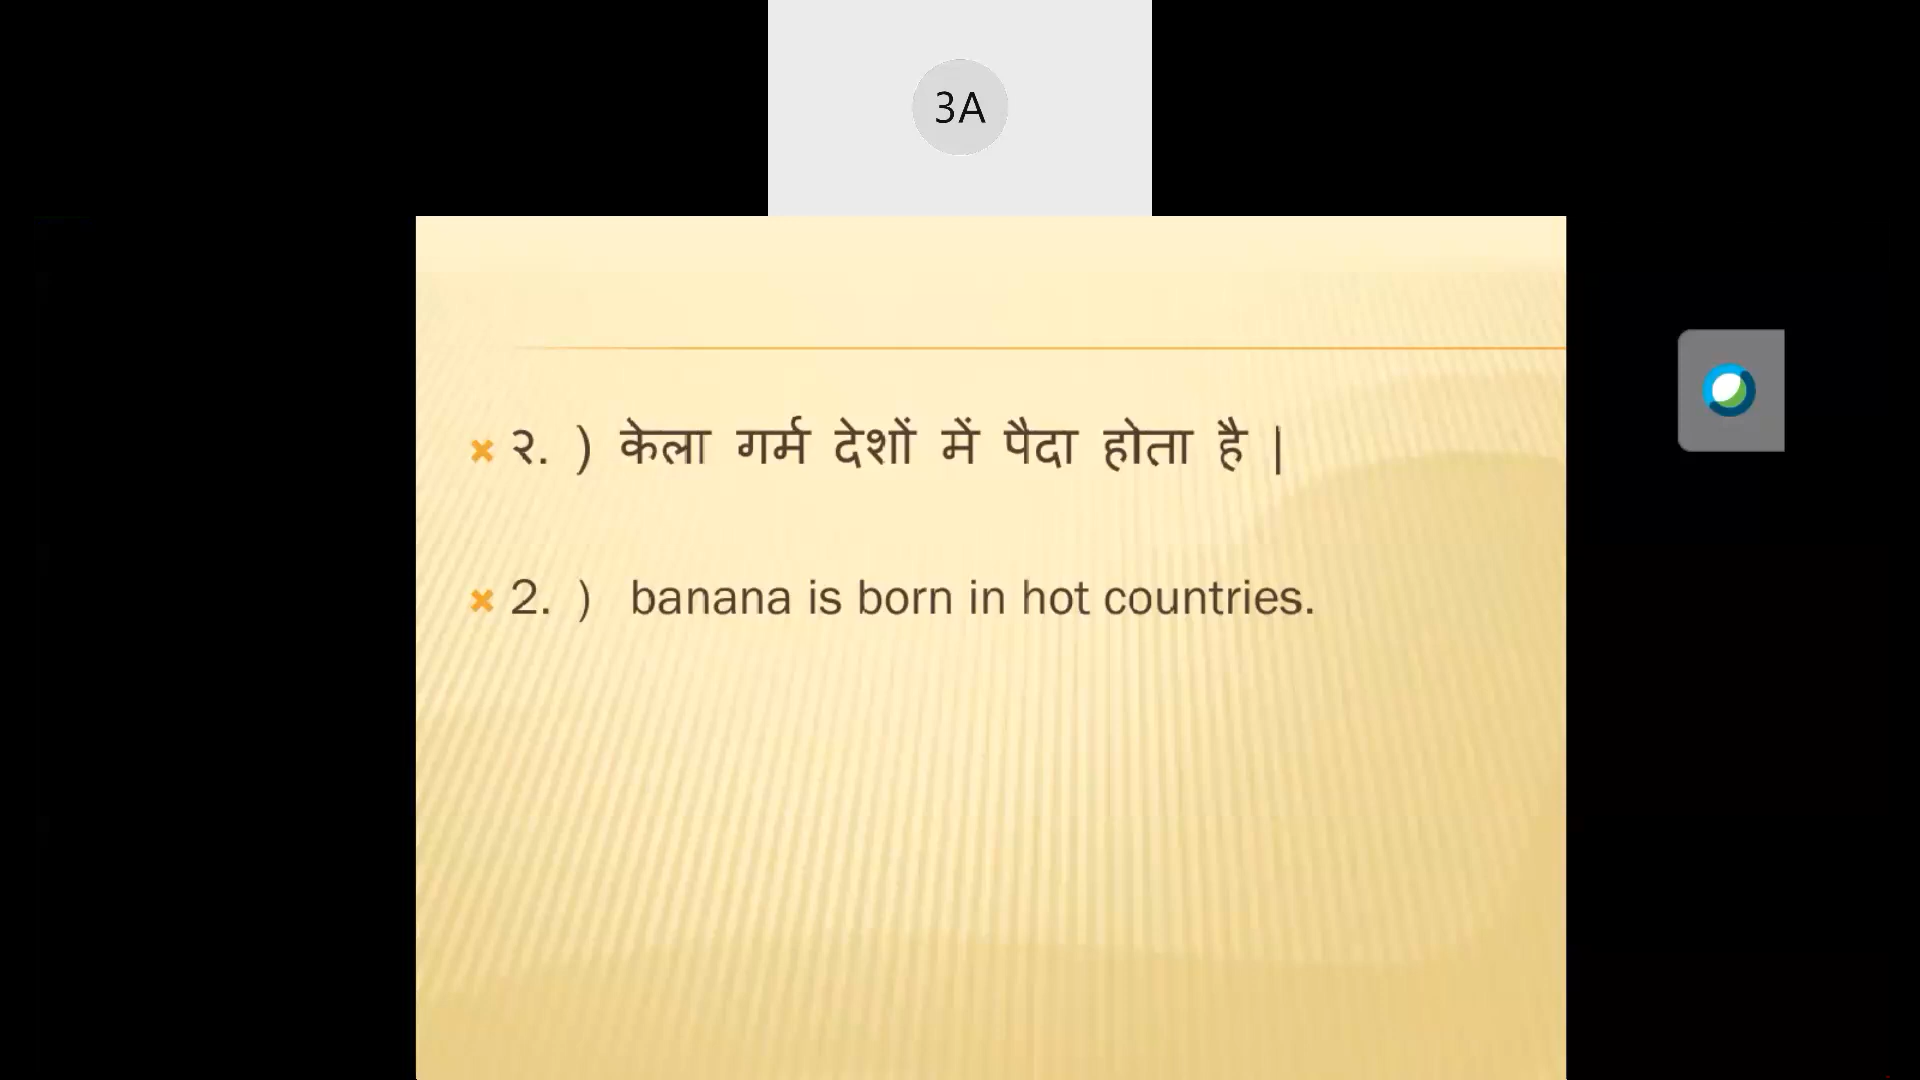 3A
२. ) केला गर्म देशों में पैदा होता है |
2. ) banana is born in hot countries.